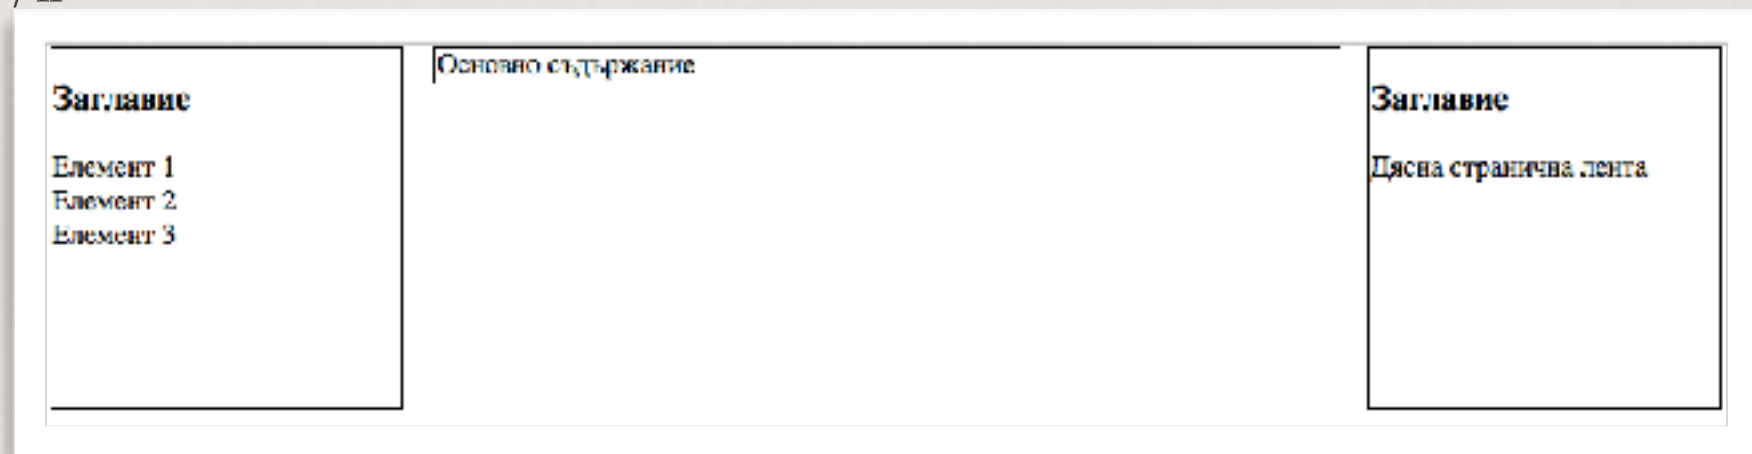 Заглавие
Елемент 1
Елемент 2
Елемент 3
Основно съдържание
Заглавие
Дясна странична лента